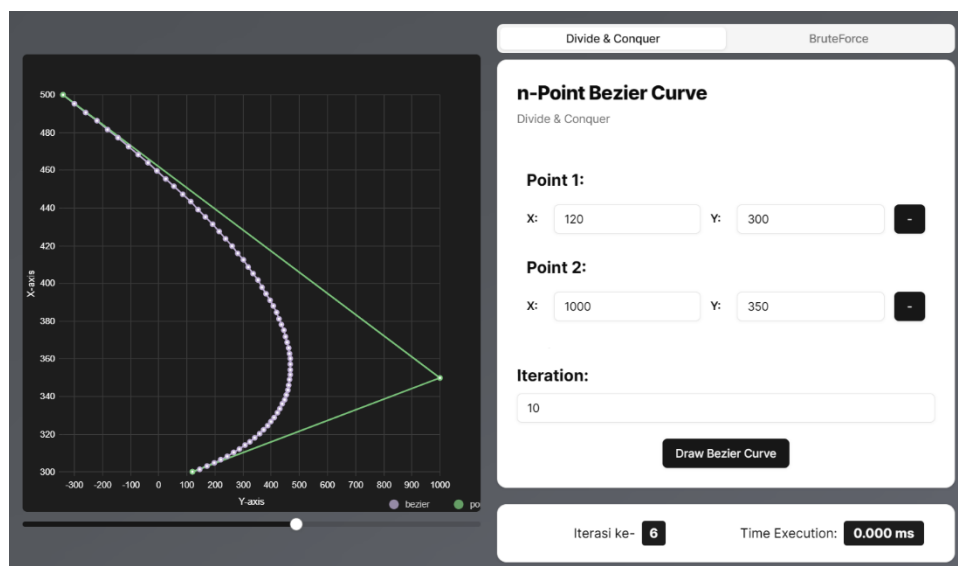 Divide & Conquer BruteForce
n-Point Bezier Curve
Divide & Conquer
Point 1:
X: 120 Y: 300 -
Point 2:
X: 1000 Y: 350 -
Iteration:
10
Draw Bezier Curve
Iterasi ke- 6 Time Execution: 0.000 ms
500
480
460
440
420
400
380
360
340
320
300
X-axis
-300 -200 -100 0 100 200 300 400 500 600 700 800 900 1000
Y-axis
bezier po